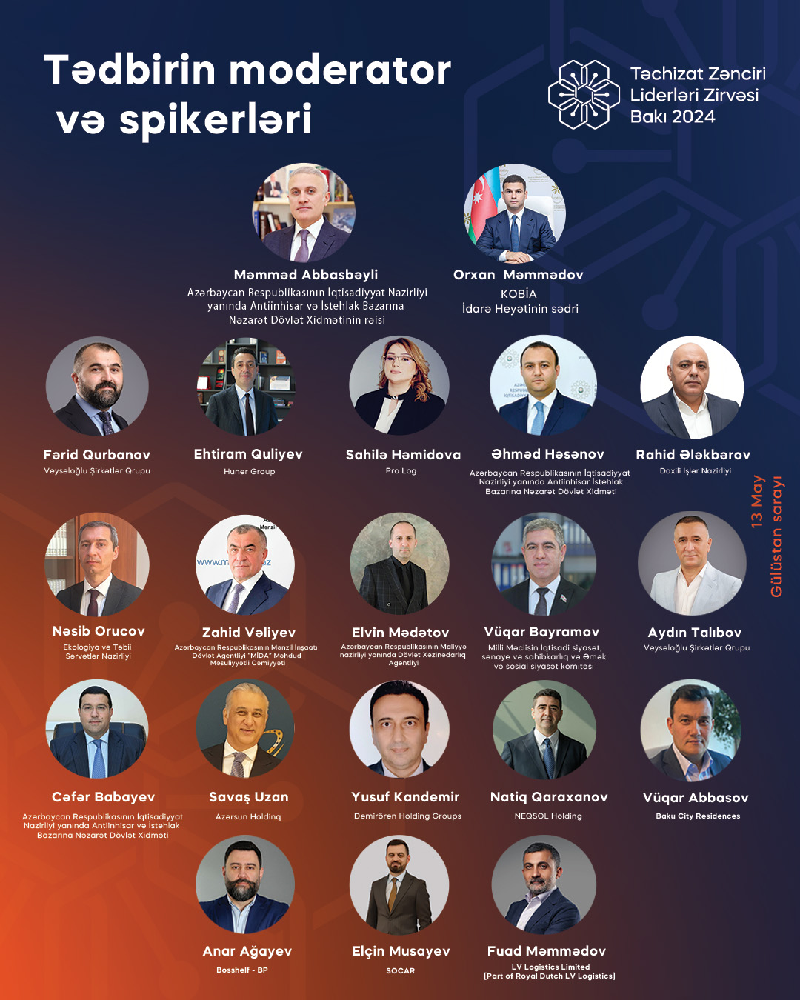 Tədbirin moderator
və spikerləri
Təchizat Zənciri
Liderləri Zirvəsi
Bakı 2024
Məmməd Abbasbəyli
Azərbaycan Respublikasının İqtisadiyyat Nazirliyi
yanında Antiinhisar və İstehlak Bazarına
Nəzarət Dövlət Xidmətinin rəisi
Orxan Məmmədov
KOBİA
İdarə Heyətinin sədri
Fərid Qurbanov
Veysəloğlu Şirkətlər Qrupu
Ehtiram Quliyev
Huner Group
Sahilə Həmidova
Pro Log
Əhməd Həsənov
Azərbaycan Respublikasının İqtisadiyyat
Nazirliyi yanında Antiinhisar İstehlak
Bazarına Nəzarət Dövlət Xidməti
Rahid Ələkbərov
Daxili İşlər Nazirliyi
13 May
Gülüstan sarayı
Nəsib Orucov
Ekologiya və Təbii
Sərvətlər Nazirliyi
Zahid Vəliyev
Azərbaycan Respublikasının Mənzil İnşaatı
Dövlət Agentliyi "MİDA" Məhdud
Məsuliyyətli Cəmiyyəti
Elvin Mədətov
Azərbaycan Respublikasının Maliyyə
nazirliyi yanında Dövlət Xəzinədarlıq
Agentliyi
Vüqar Bayramov
Milli Məclisin İqtisadi siyasət,
sənaye və sahibkarlıq və Əmək
və sosial siyasət komitəsi
Aydın Talıbov
Veysəloğlu Şirkətlər Qrupu
Cəfər Babayev
Azərbaycan Respublikasının İqtisadiyyat
Nazirliyi yanında Antiinhisar və İstehlak
Bazarına Nəzarət Dövlət Xidməti
Savaş Uzan
Azərsun Holdinq
Yusuf Kandemir
Demirören Holding Groups
Natiq Qaraxanov
NEQSOL Holding
Vüqar Abbasov
Baku City Residences
Anar Ağayev
Bosshelf - BP
Elçin Musayev
SOCAR
Fuad Məmmədov
LV Logistics Limited
[Part of Royal Dutch LV Logistics]